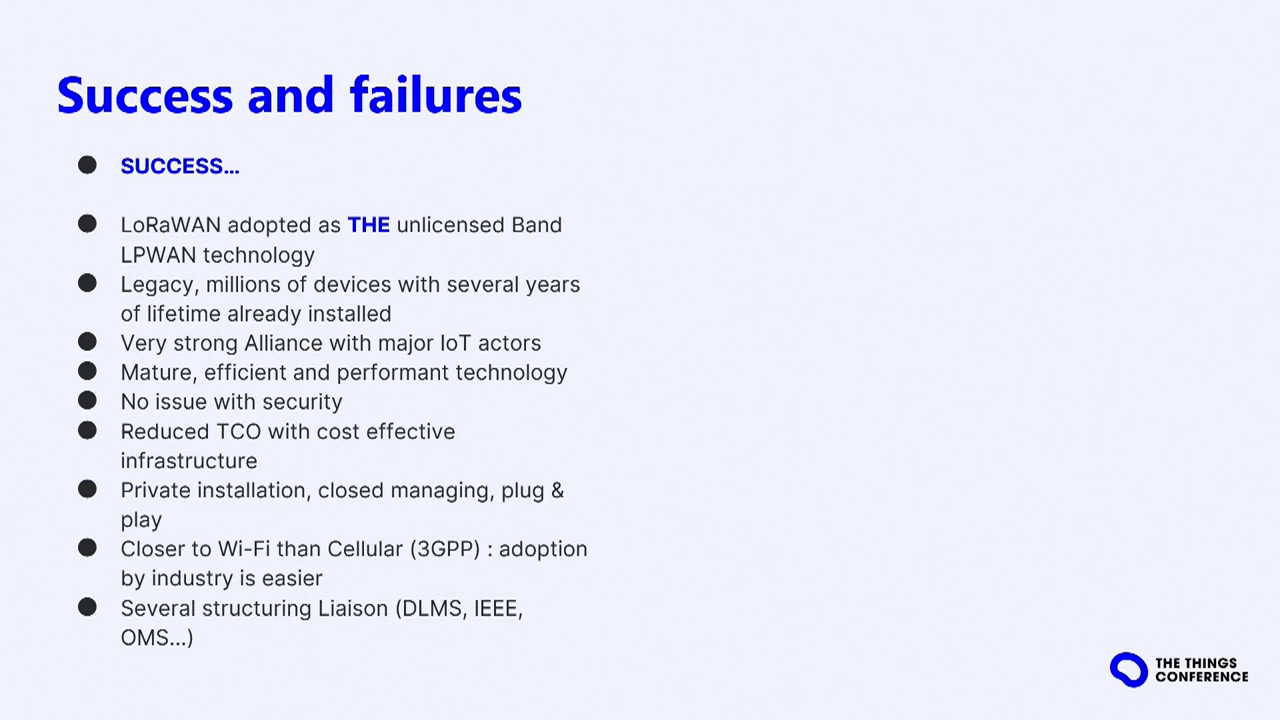 Success and failures
SUCCESS...
LoRaWAN adopted as THE unlicensed Band
LPWAN technology
Legacy, millions of devices with several years
of lifetime already installed
Very strong Alliance with major IoT actors
Mature, efficient and performant technology
No issue with security
Reduced TCO with cost effective
infrastructure
Private installation, closed managing, plug &
play
Closer to Wi-Fi than Cellular (3GPP) : adoption
by industry is easier
Several structuring Liaison (DLMS, IEEE,
OMS...)
THE THINGS
CONFERENCE